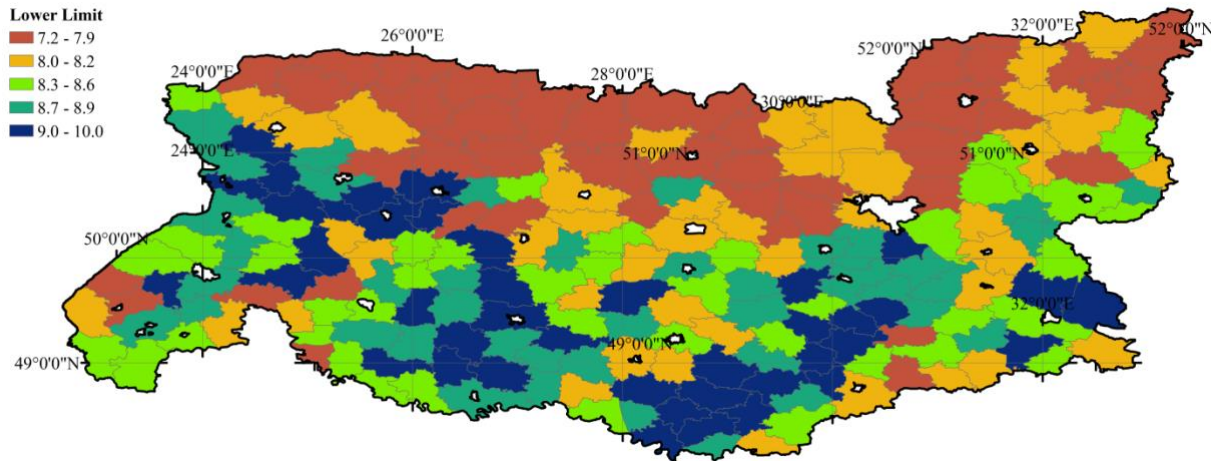 Lower Limit
7.2 - 7.9
8.0 - 8.2
8.3 - 8.6
8.7 - 8.9
9.0 - 10.0
26°0'0"E
32°0'0"E
52°0'0"N
52°0'0"N
24°0'0"E
28°0'0"E
30°0'0"E
24°0'0"E
51°0'0"N
51°0'0"N
50°0'0"N
32°0'0"E
49°0'0"N
49°0'0"N